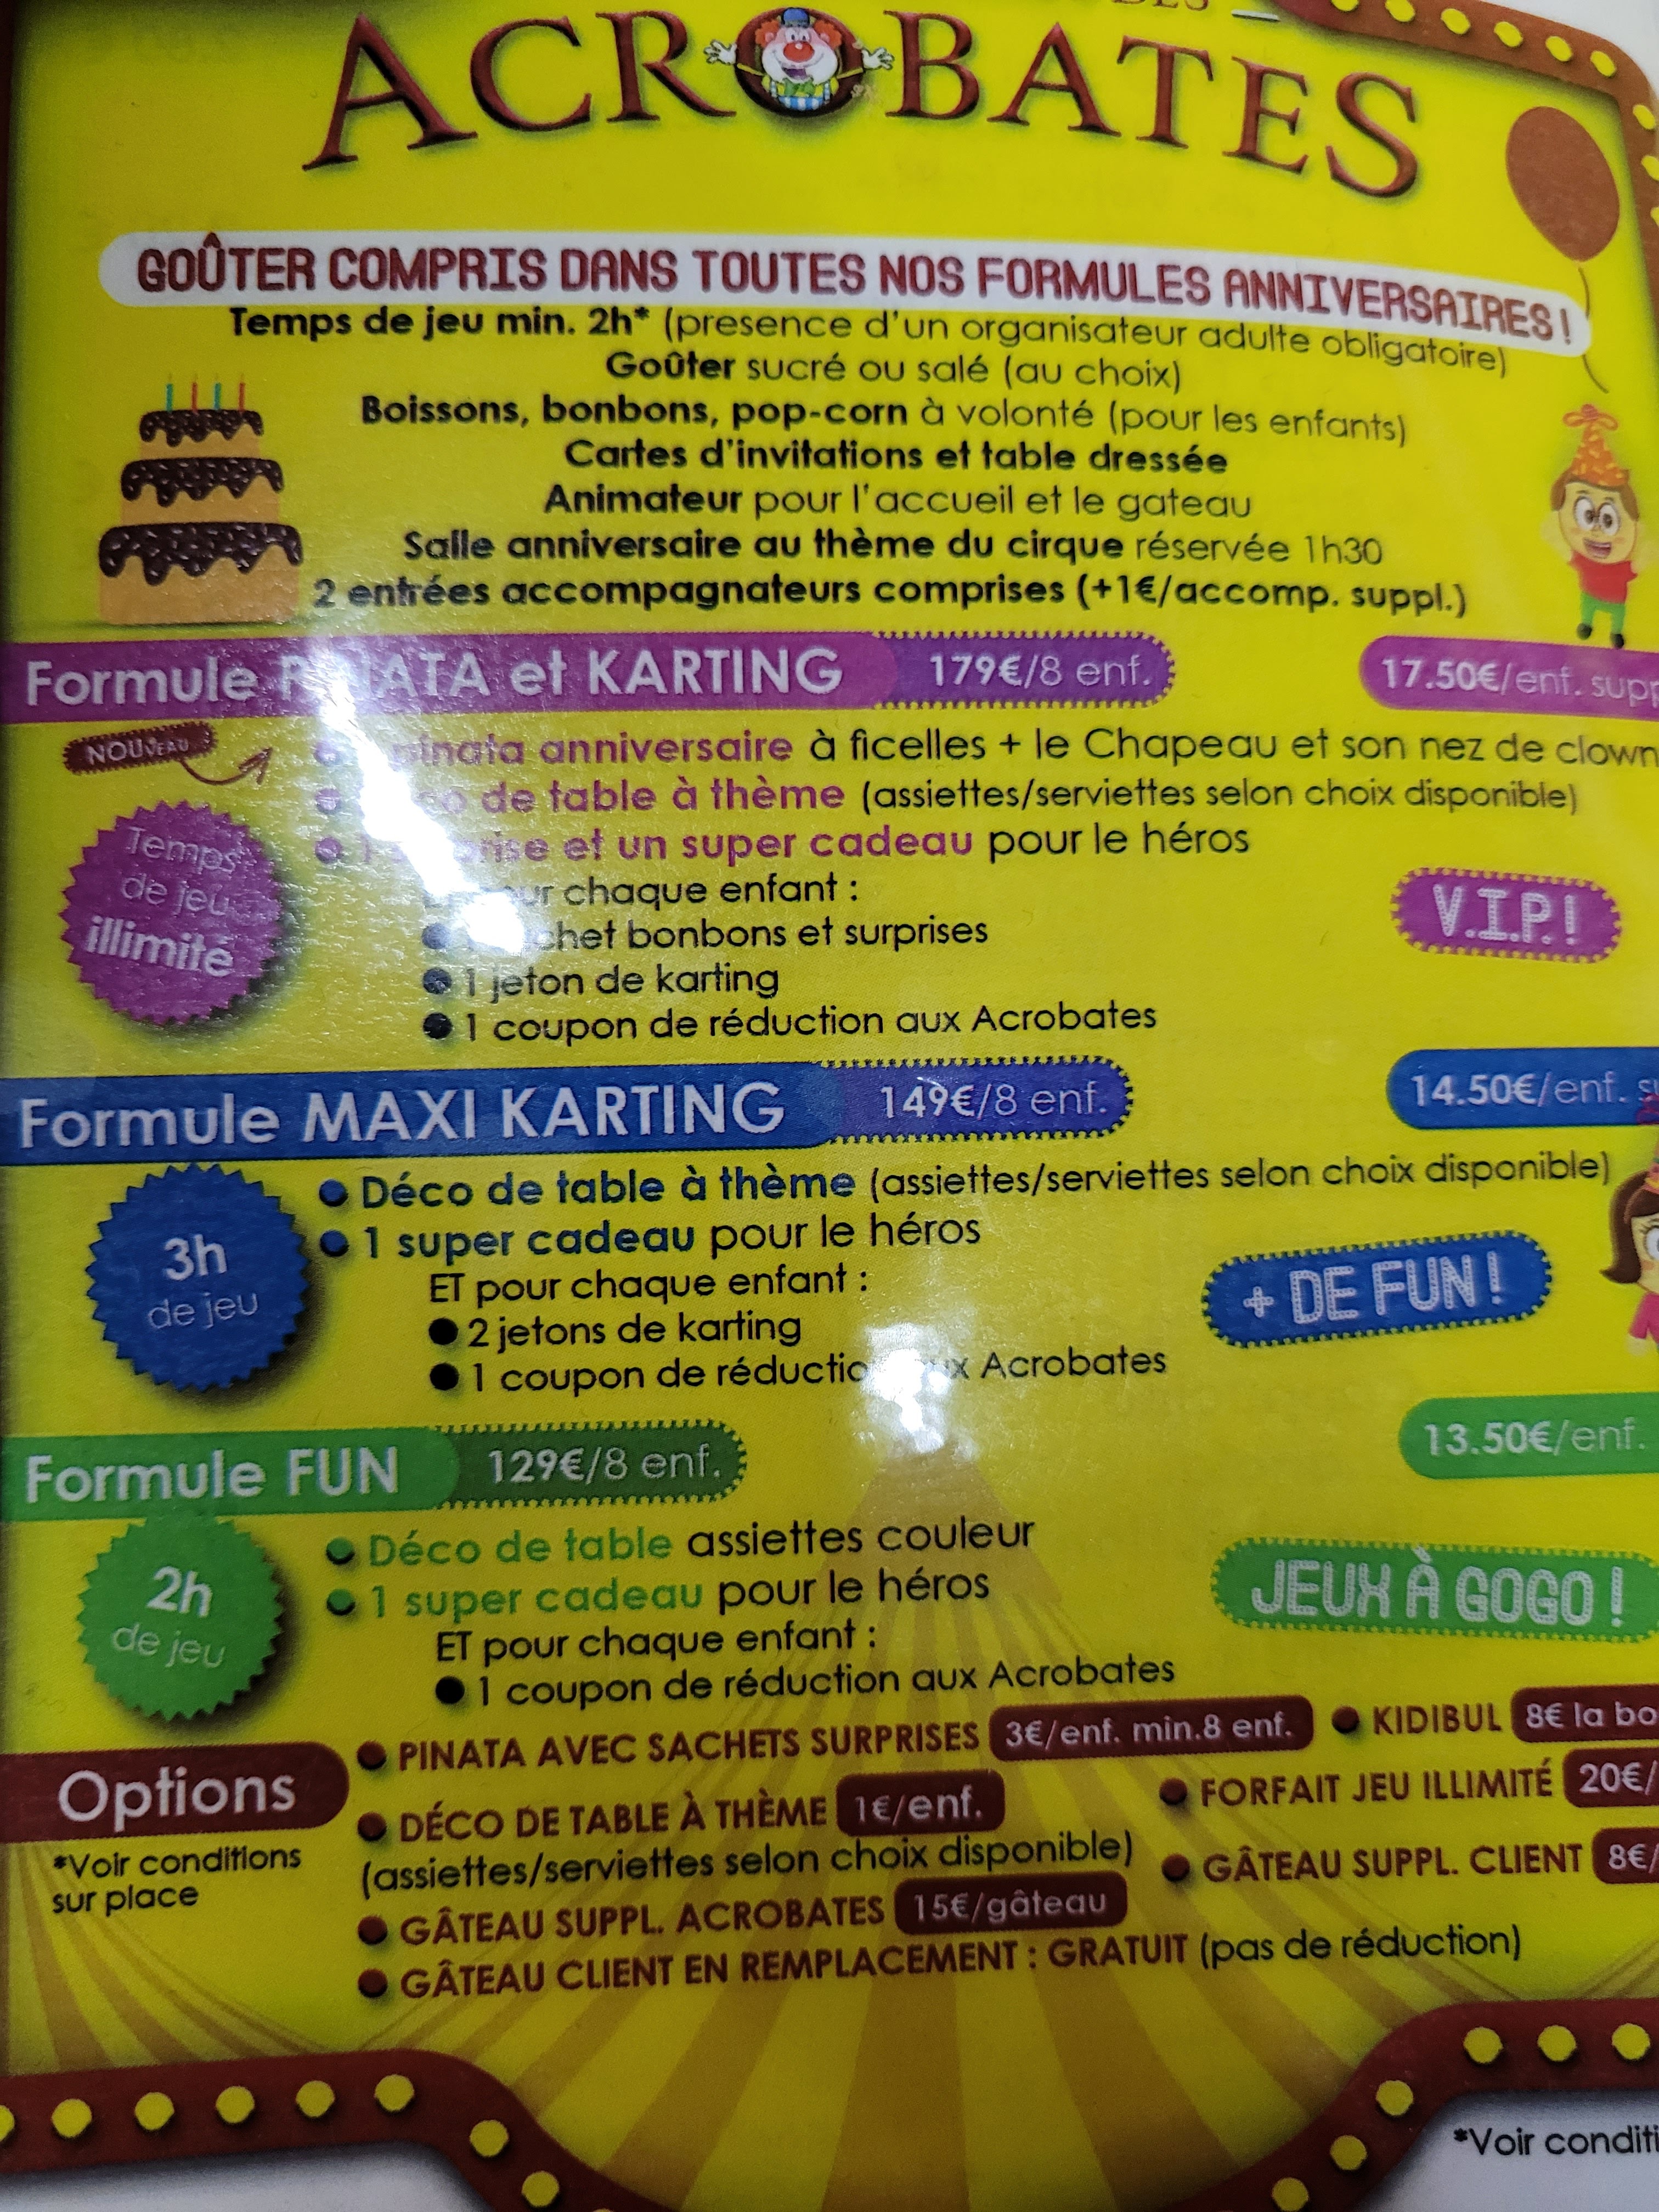 ACROBATES
GOÛTER COMPRIS DANS TOUTES NOS FORMULES ANNIVERSAIRES !
Temps de jeu min. 2h* (presence d'un organisateur adulte obligatoire)
Goûter sucré ou salé (au choix)
Boissons, bonbons, pop-corn à volonté (pour les enfants)
Cartes d'invitations et table dressée
Animateur pour l'accueil et le gateau
Salle anniversaire au thème du cirque réservée 1h30
2 entrées accompagnateurs comprises (+1€/accomp. suppl.)
Formule PINATA et KARTING 179€/8 enf. 17.50€/enf. supp
NOUVEAU
pinata anniversaire à ficelles + le Chapeau et son nez de clown
de table à thème (assiettes/serviettes selon choix disponible)
1 surprise et un super cadeau pour le héros
Temps
de jeu
illimité
pour chaque enfant :
sachet bonbons et surprises
● 1 jeton de karting
● 1 coupon de réduction aux Acrobates
V.I.P. !
Formule MAXI KARTING 149€/8 enf. 14.50€/enf.
● Déco de table à thème (assiettes/serviettes selon choix disponible)
● 1 super cadeau pour le héros
3h
de jeu
ET pour chaque enfant :
● 2 jetons de karting
● 1 coupon de réduction aux Acrobates
+ DE FUN !
Formule FUN 129€/8 enf. 13.50€/enf.
● Déco de table assiettes couleur
● 1 super cadeau pour le héros
2h
de jeu
ET pour chaque enfant :
● 1 coupon de réduction aux Acrobates
JEUX À GOGO !
Options
*Voir conditions
sur place
● PINATA AVEC SACHETS SURPRISES 3€/enf. min.8 enf.
● KIDIBUL 8€ la bo
● DÉCO DE TABLE À THÈME 1€/enf.
(assiettes/serviettes selon choix disponible)
● FORFAIT JEU ILLIMITÉ 20€/
● GÂTEAU SUPPL. CLIENT 8€/
● GÂTEAU SUPPL. ACROBATES 15€/gâteau
● GÂTEAU CLIENT EN REMPLACEMENT : GRATUIT (pas de réduction)
*Voir conditi